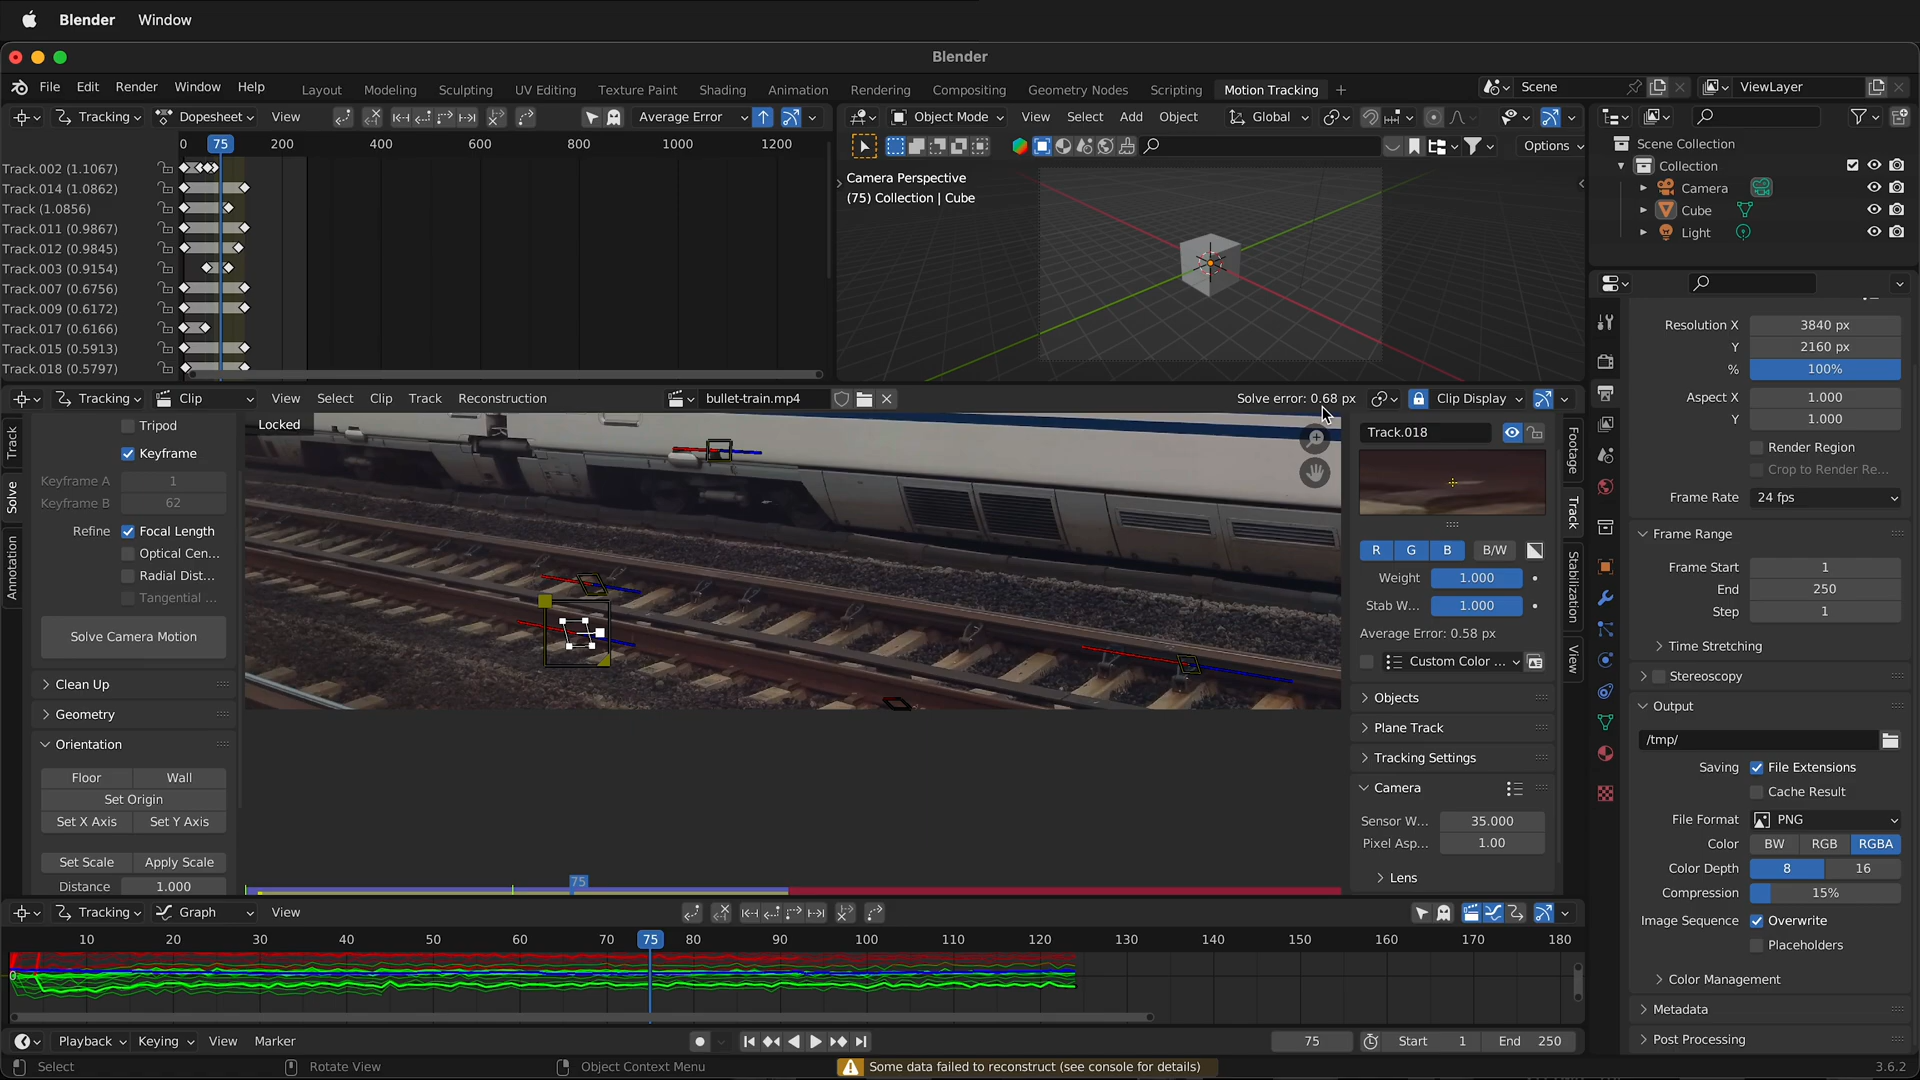 Blender Window
Blender
File Edit Render Window Help Layout Modeling Sculpting UV Editing Texture Paint Shading Animation Rendering Compositing Geometry Nodes Scripting Motion Tracking + Scene ViewLayer
Tracking Dopesheet View Average Error
0 75 200 400 600 800 1000 1200
Track.002 (1.1067)
Track.014 (1.0862)
Track (1.0856)
Track.011 (0.9867)
Track.012 (0.9845)
Track.003 (0.9154)
Track.007 (0.6756)
Track.009 (0.6172)
Track.017 (0.6166)
Track.015 (0.5913)
Track.018 (0.5797)
Object Mode View Select Add Object Global
Options
Camera Perspective
(75) Collection | Cube
Scene Collection
Collection
Camera
Cube
Light
Tracking Clip View Select Clip Track Reconstruction bullet-train.mp4 Solve error: 0.68 px Clip Display
Track
Solve
Annotation
Tripod
Keyframe
Keyframe A 1
Keyframe B 62
Refine Focal Length
Optical Cen...
Radial Dist...
Tangential ...
Solve Camera Motion
Clean Up
Geometry
Orientation
Floor Wall
Set Origin
Set X Axis Set Y Axis
Set Scale Apply Scale
Distance 1.000
Locked
75
Track.018
R G B B/W
Weight 1.000
Stab W... 1.000
Average Error: 0.58 px
Custom Color ...
Objects
Plane Track
Tracking Settings
Camera
Sensor W... 35.000
Pixel Asp... 1.00
Lens
Footage
Track
Stabilization
View
Resolution X 3840 px
Y 2160 px
% 100%
Aspect X 1.000
Y 1.000
Render Region
Crop to Render Re...
Frame Rate 24 fps
Frame Range
Frame Start 1
End 250
Step 1
Time Stretching
Stereoscopy
Output
/tmp/
Saving File Extensions
Cache Result
File Format PNG
Color BW RGB RGBA
Color Depth 8 16
Compression 15%
Image Sequence Overwrite
Placeholders
Color Management
Metadata
Post Processing
Tracking Graph View
10 20 30 40 50 60 70 75 80 90 100 110 120 130 140 150 160 170 180
0
Playback Keying View Marker 75 Start 1 End 250
Select Rotate View Object Context Menu Some data failed to reconstruct (see console for details) 3.6.2